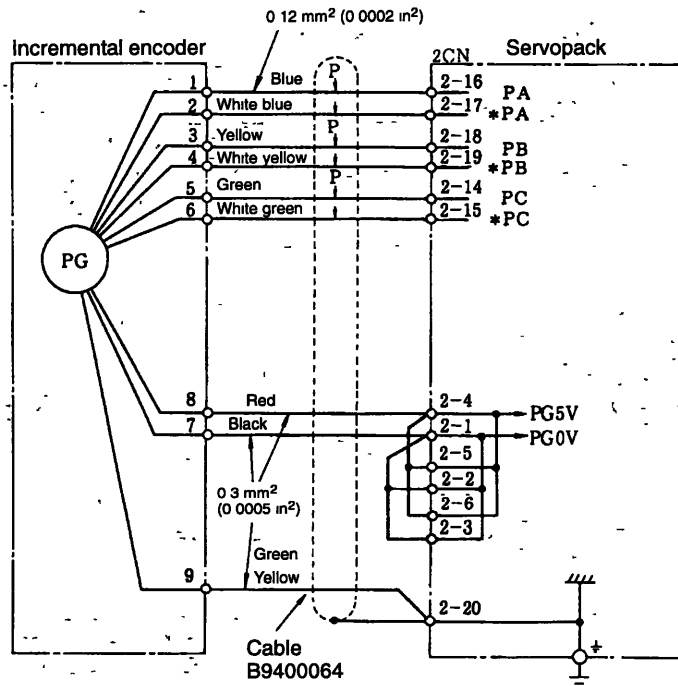 0 12 mm² (0 0002 in²)
Incremental encoder
2CN
Servopack
1
Blue
P
2-16
PA
2
White blue
2-17
*PA
3
Yellow
P
2-18
PB
4
White yellow
2-19
*PB
5
Green
P
2-14
PC
6
White green
2-15
*PC
PG
8
Red
2-4
PG5V
7
Black
2-1
PG0V
2-5
2-2
2-6
2-3
0 3 mm²
(0 0005 in²)
Green
9
Yellow
2-20
Cable
B9400064